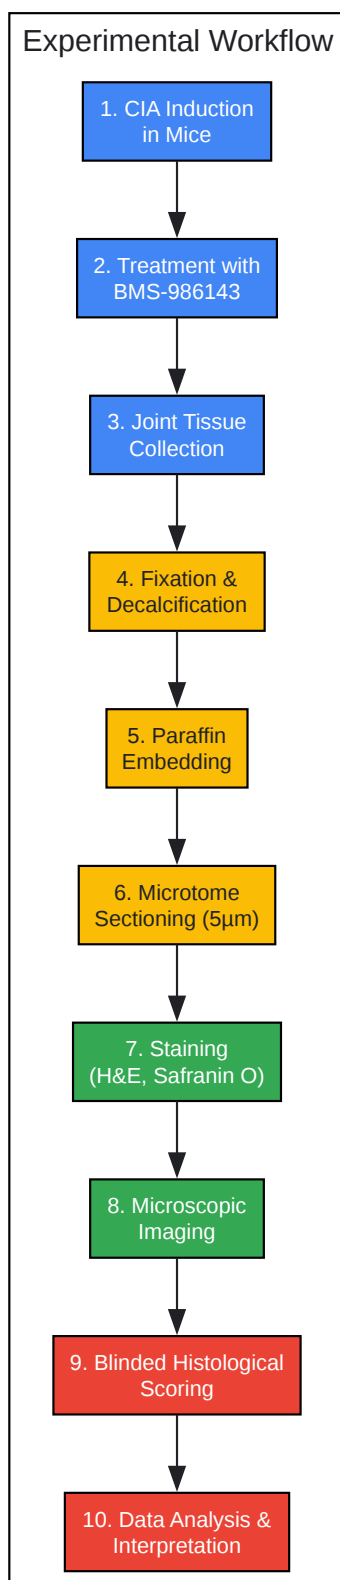 Experimental Workflow
1. CIA Induction
in Mice
2. Treatment with
BMS-986143
3. Joint Tissue
Collection
4. Fixation &
Decalcification
5. Paraffin
Embedding
6. Microtome
Sectioning (5µm)
7. Staining
(H&E, Safranin O)
8. Microscopic
Imaging
9. Blinded Histological
Scoring
10. Data Analysis &
Interpretation